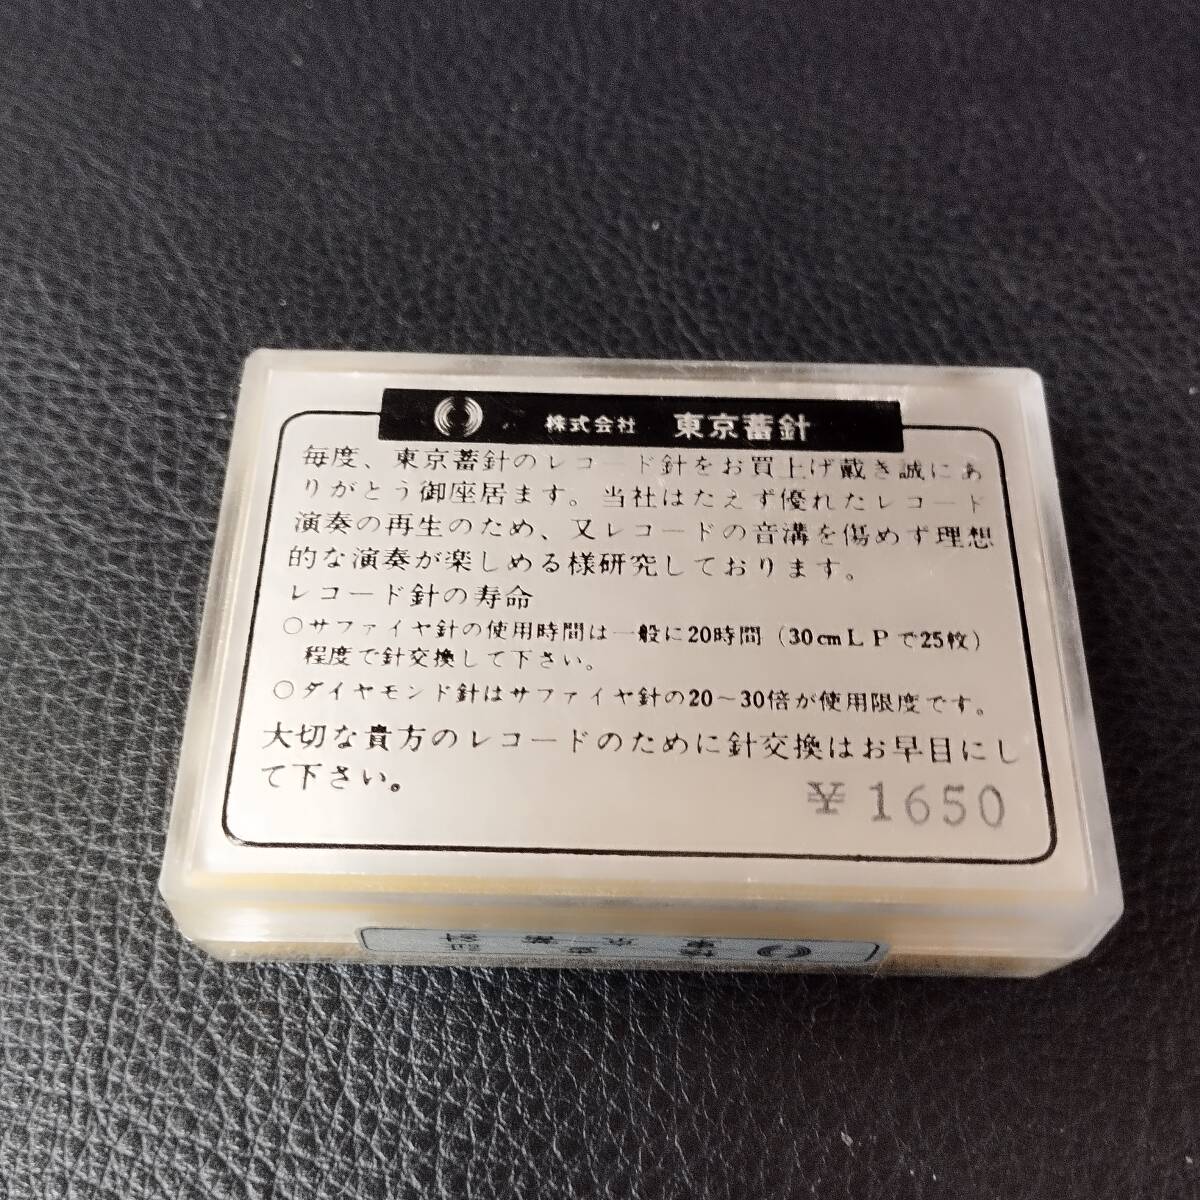 株式会社 東京蓄針
毎度、東京蓄針のレコード針をお買上げ戴き誠にあ
りがとう御座居ます。当社はたえず優れたレコード
演奏の再生のため、又レコードの音溝を傷めず理想
的な演奏が楽しめる様研究しております。
レコード針の寿命
○サファイヤ針の使用時間は一般に20時間(30cmLPで25枚)
程度で針交換して下さい。
○ダイヤモンド針はサファイヤ針の20~30倍が使用限度です。
大切な貴方のレコードのために針交換はお早目にし
て下さい。
¥1650